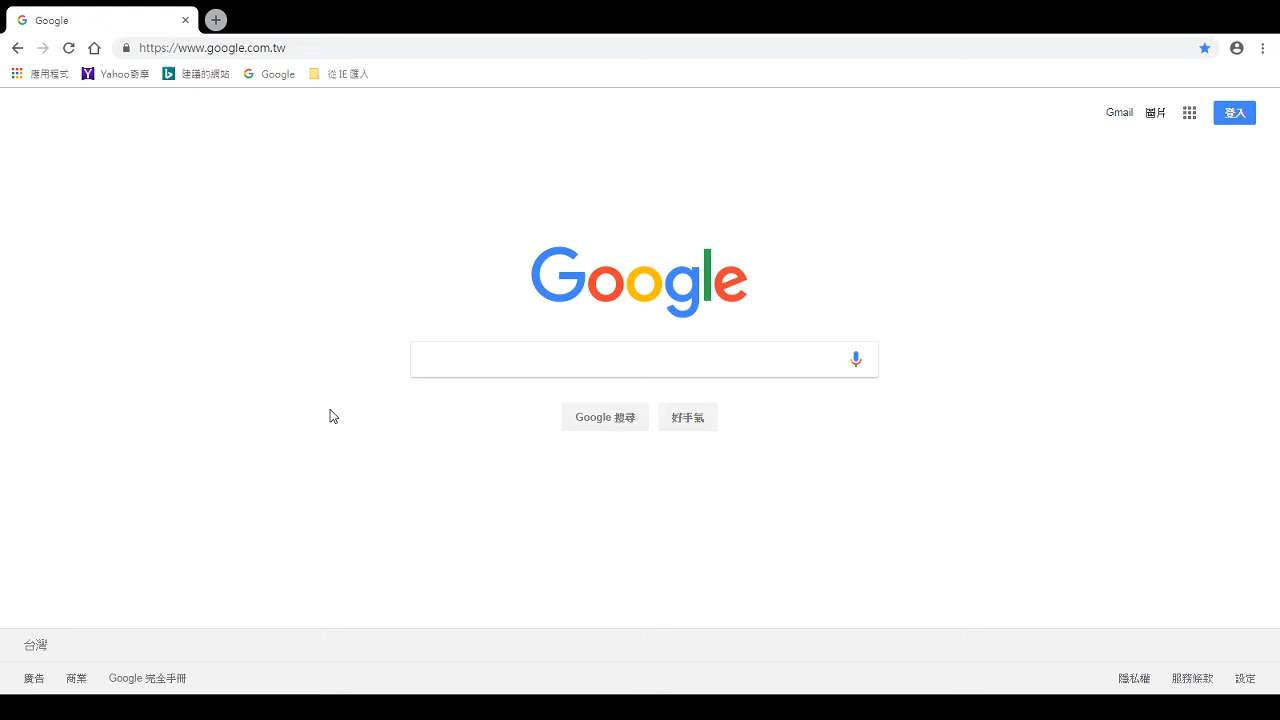 Google
https://www.google.com.tw
應用程式 Yahoo奇摩 建議的網站 Google 從 IE 匯入
Gmail 圖片 登入
Google
Google 搜尋 好手氣
台灣
廣告 商業 Google 完全手冊 隱私權 服務條款 設定